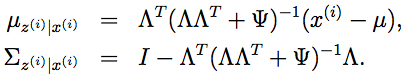 μ_{z^{(i)}|x^{(i)}} = Λ^T(ΛΛ^T + Ψ)^{-1}(x^{(i)} − μ),
Σ_{z^{(i)}|x^{(i)}} = I − Λ^T(ΛΛ^T + Ψ)^{-1}Λ.